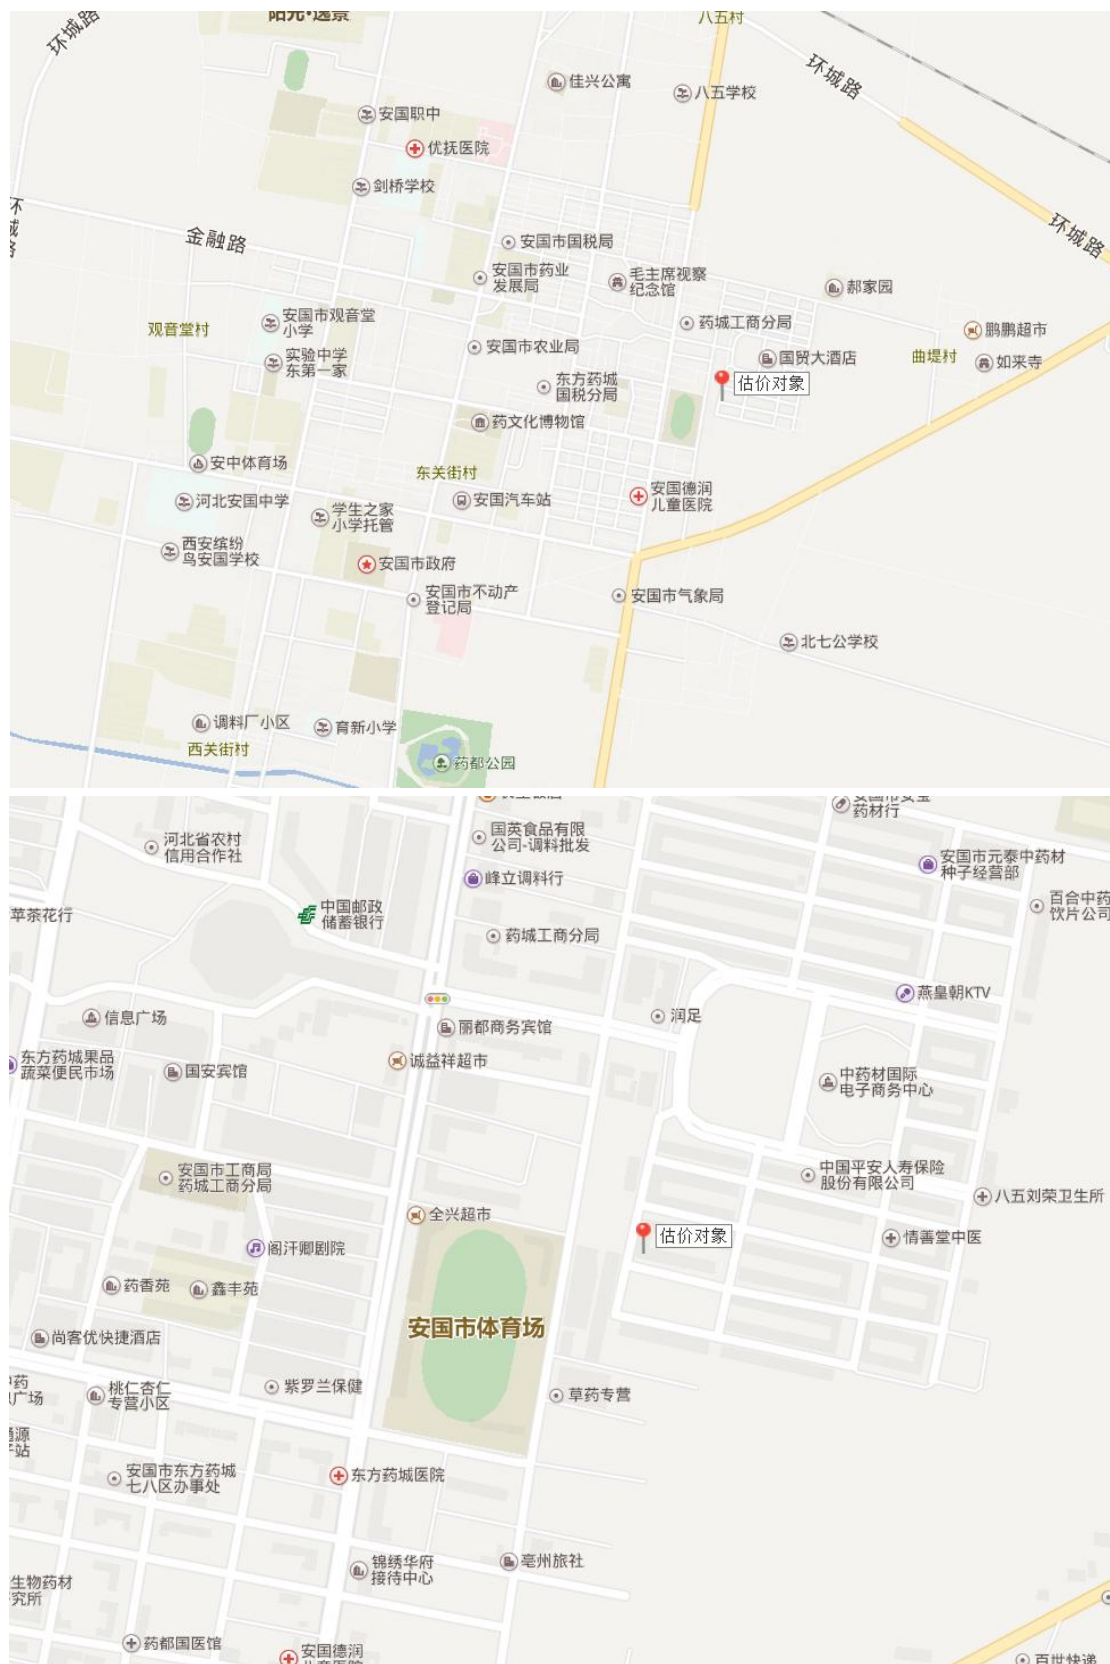 阳光·逸景
八五村
环城路
环城路
佳兴公寓
八五学校
安国职中
优抚医院
剑桥学校
环城路
环城路
金融路
安国市国税局
安国市药业
发展局
毛主席视察
纪念馆
郝家园
安国市观音堂
小学
观音堂村
药城工商分局
鹏鹏超市
安国市农业局
国贸大酒店
曲堤村
如来寺
实验中学
东第一家
东方药城
国税分局
估价对象
药文化博物馆
安中体育场
东关街村
河北安国中学
安国汽车站
安国德润
儿童医院
学生之家
小学托管
西安缤纷
鸟安国学校
安国市政府
安国市不动产
登记局
安国市气象局
北七公学校
调料厂小区
育新小学
西关街村
药都公园
药材行
国英食品有限
公司-调料批发
河北省农村
信用合作社
安国市元泰中药材
种子经营部
峰立调料行
百合中药
饮片公司
苹茶花行
中国邮政
储蓄银行
药城工商分局
燕皇朝KTV
信息广场
润足
丽都商务宾馆
东方药城果品
蔬菜便民市场
国安宾馆
诚益祥超市
中药材国际
电子商务中心
安国市工商局
药城工商分局
中国平安人寿保险
股份有限公司
八五刘荣卫生所
全兴超市
估价对象
情善堂中医
阁汗卿剧院
药香苑
鑫丰苑
安国市体育场
尚客优快捷酒店
紫罗兰保健
桃仁杏仁
专营小区
草药专营
广场
通源
子站
安国市东方药城
七八区办事处
东方药城医院
锦绣华府
接待中心
亳州旅社
生物药材
究所
药都国医馆
安国德润
百世快递